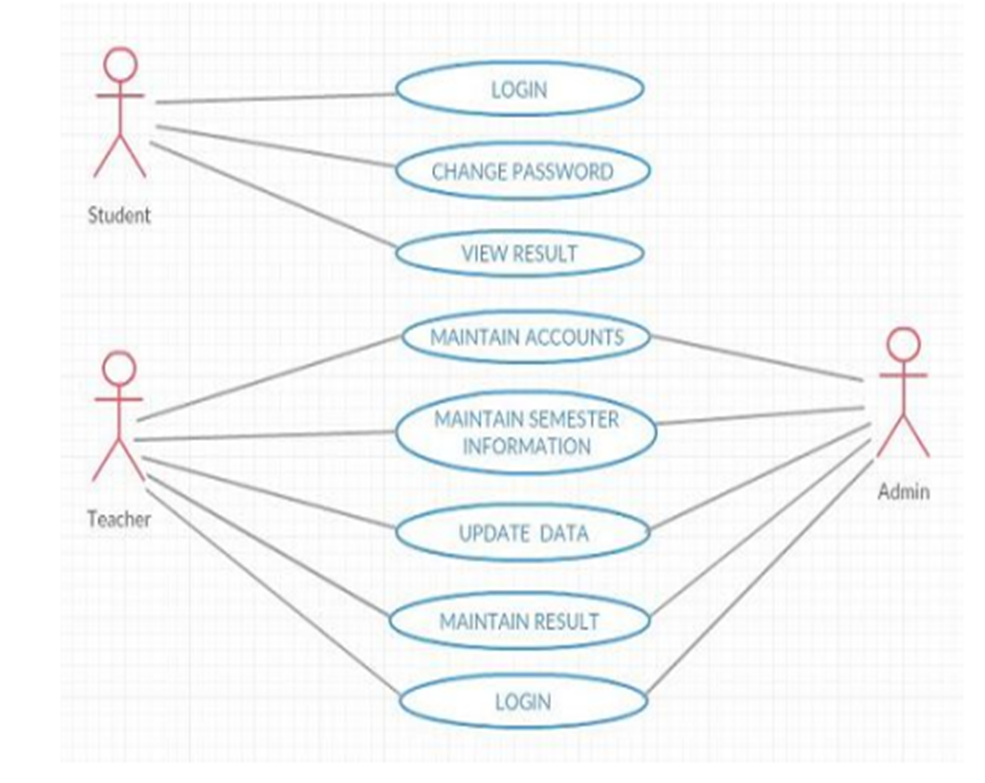 LOGIN
CHANGE PASSWORD
Student
VIEW RESULT
MAINTAIN ACCOUNTS
MAINTAIN SEMESTER
INFORMATION
Admin
Teacher
UPDATE DATA
MAINTAIN RESULT
LOGIN